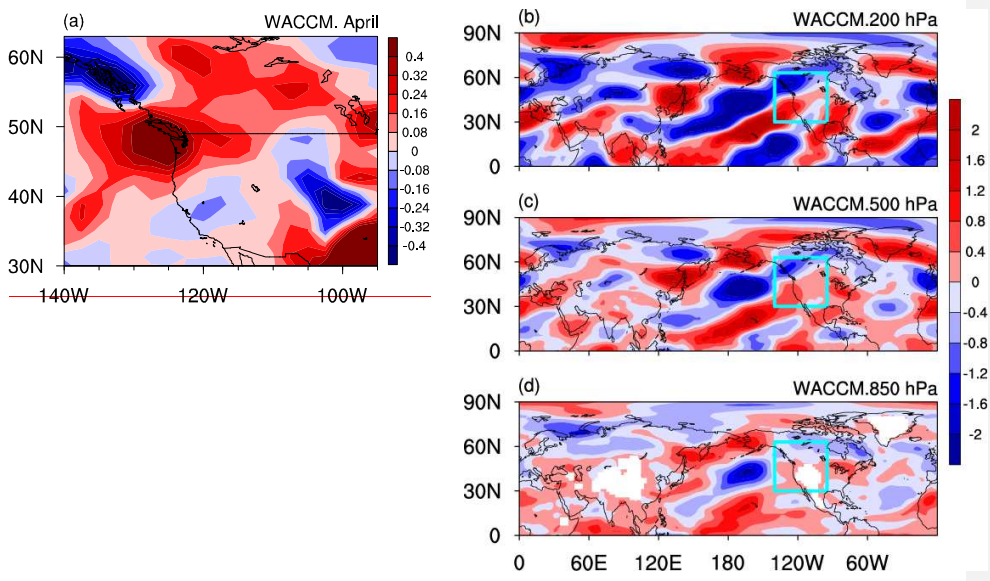 (a) WACCM. April
60N
50N
40N
30N
140W 120W 100W
0.4
0.32
0.24
0.16
0.08
0
-0.08
-0.16
-0.24
-0.32
-0.4
(b) WACCM.200 hPa
90N
60N
30N
0
(c) WACCM.500 hPa
90N
60N
30N
0
(d) WACCM.850 hPa
90N
60N
30N
0
0 60E 120E 180 120W 60W
2
1.6
1.2
0.8
0.4
0
-0.4
-0.8
-1.2
-1.6
-2